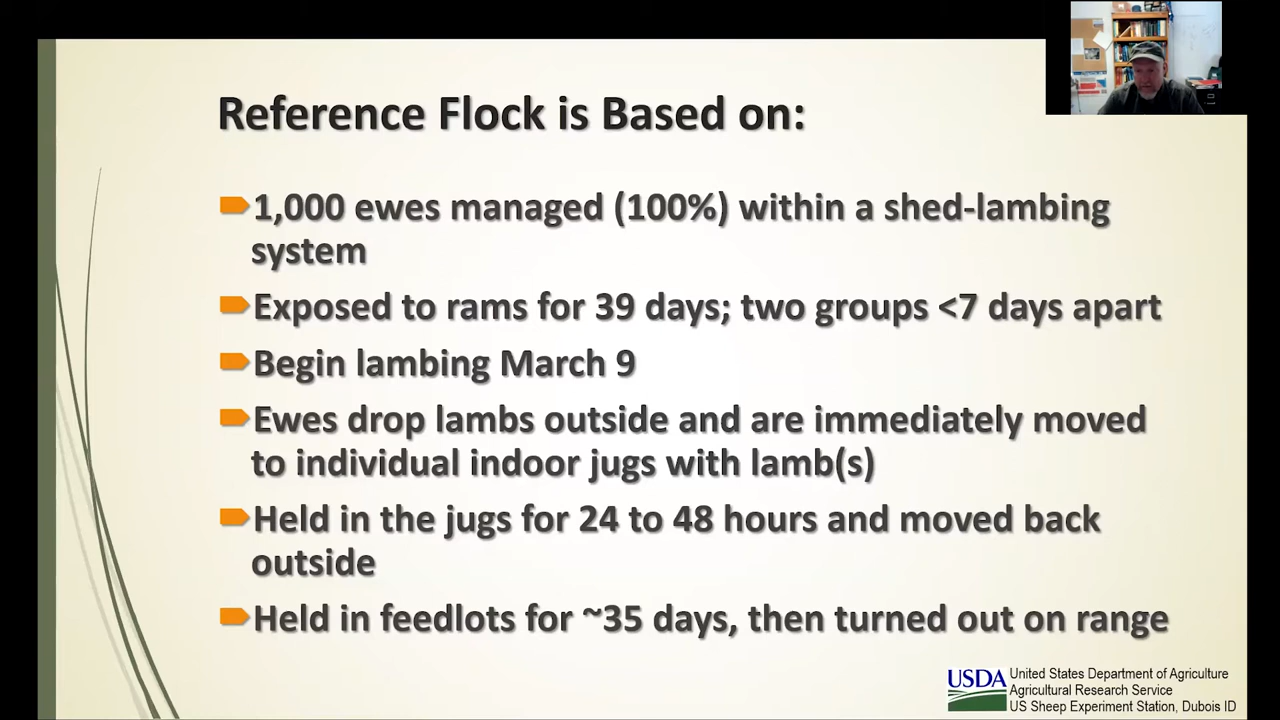 Reference Flock is Based on:
1,000 ewes managed (100%) within a shed-lambing
system
Exposed to rams for 39 days; two groups <7 days apart
Begin lambing March 9
Ewes drop lambs outside and are immediately moved
to individual indoor jugs with lamb(s)
Held in the jugs for 24 to 48 hours and moved back
outside
Held in feedlots for ~35 days, then turned out on range
USDA
United States Department of Agriculture
Agricultural Research Service
US Sheep Experiment Station, Dubois ID